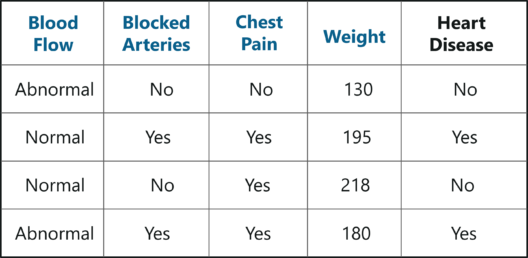 Blood Flow Blocked Arteries Chest Pain Weight Heart Disease
Abnormal No No 130 No
Normal Yes Yes 195 Yes
Normal No Yes 218 No
Abnormal Yes Yes 180 Yes